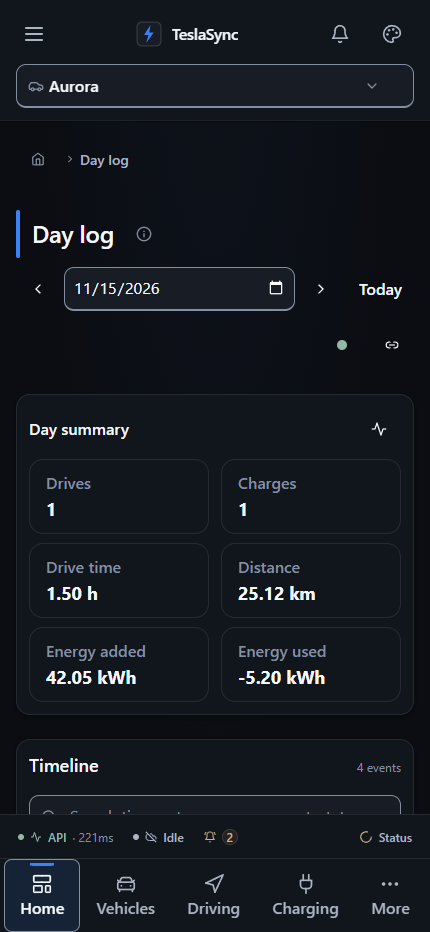 TeslaSync
Aurora
Day log
Day log
11/15/2026
Today
Day summary
Drives
1
Charges
1
Drive time
1.50 h
Distance
25.12 km
Energy added
42.05 kWh
Energy used
-5.20 kWh
Timeline
4 events
API · 221ms
Idle
2
Status
Home
Vehicles
Driving
Charging
More